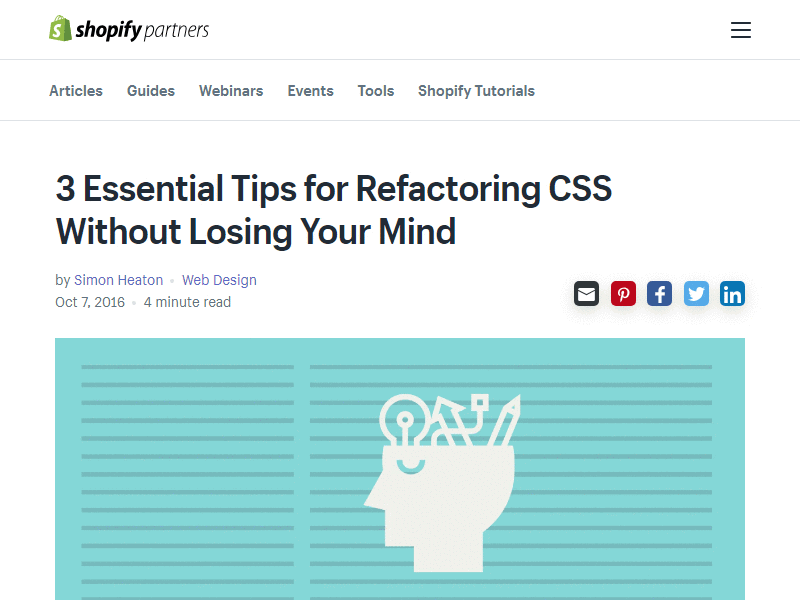 shopify partners
Articles Guides Webinars Events Tools Shopify Tutorials
3 Essential Tips for Refactoring CSS
Without Losing Your Mind
by Simon Heaton • Web Design
Oct 7, 2016 • 4 minute read